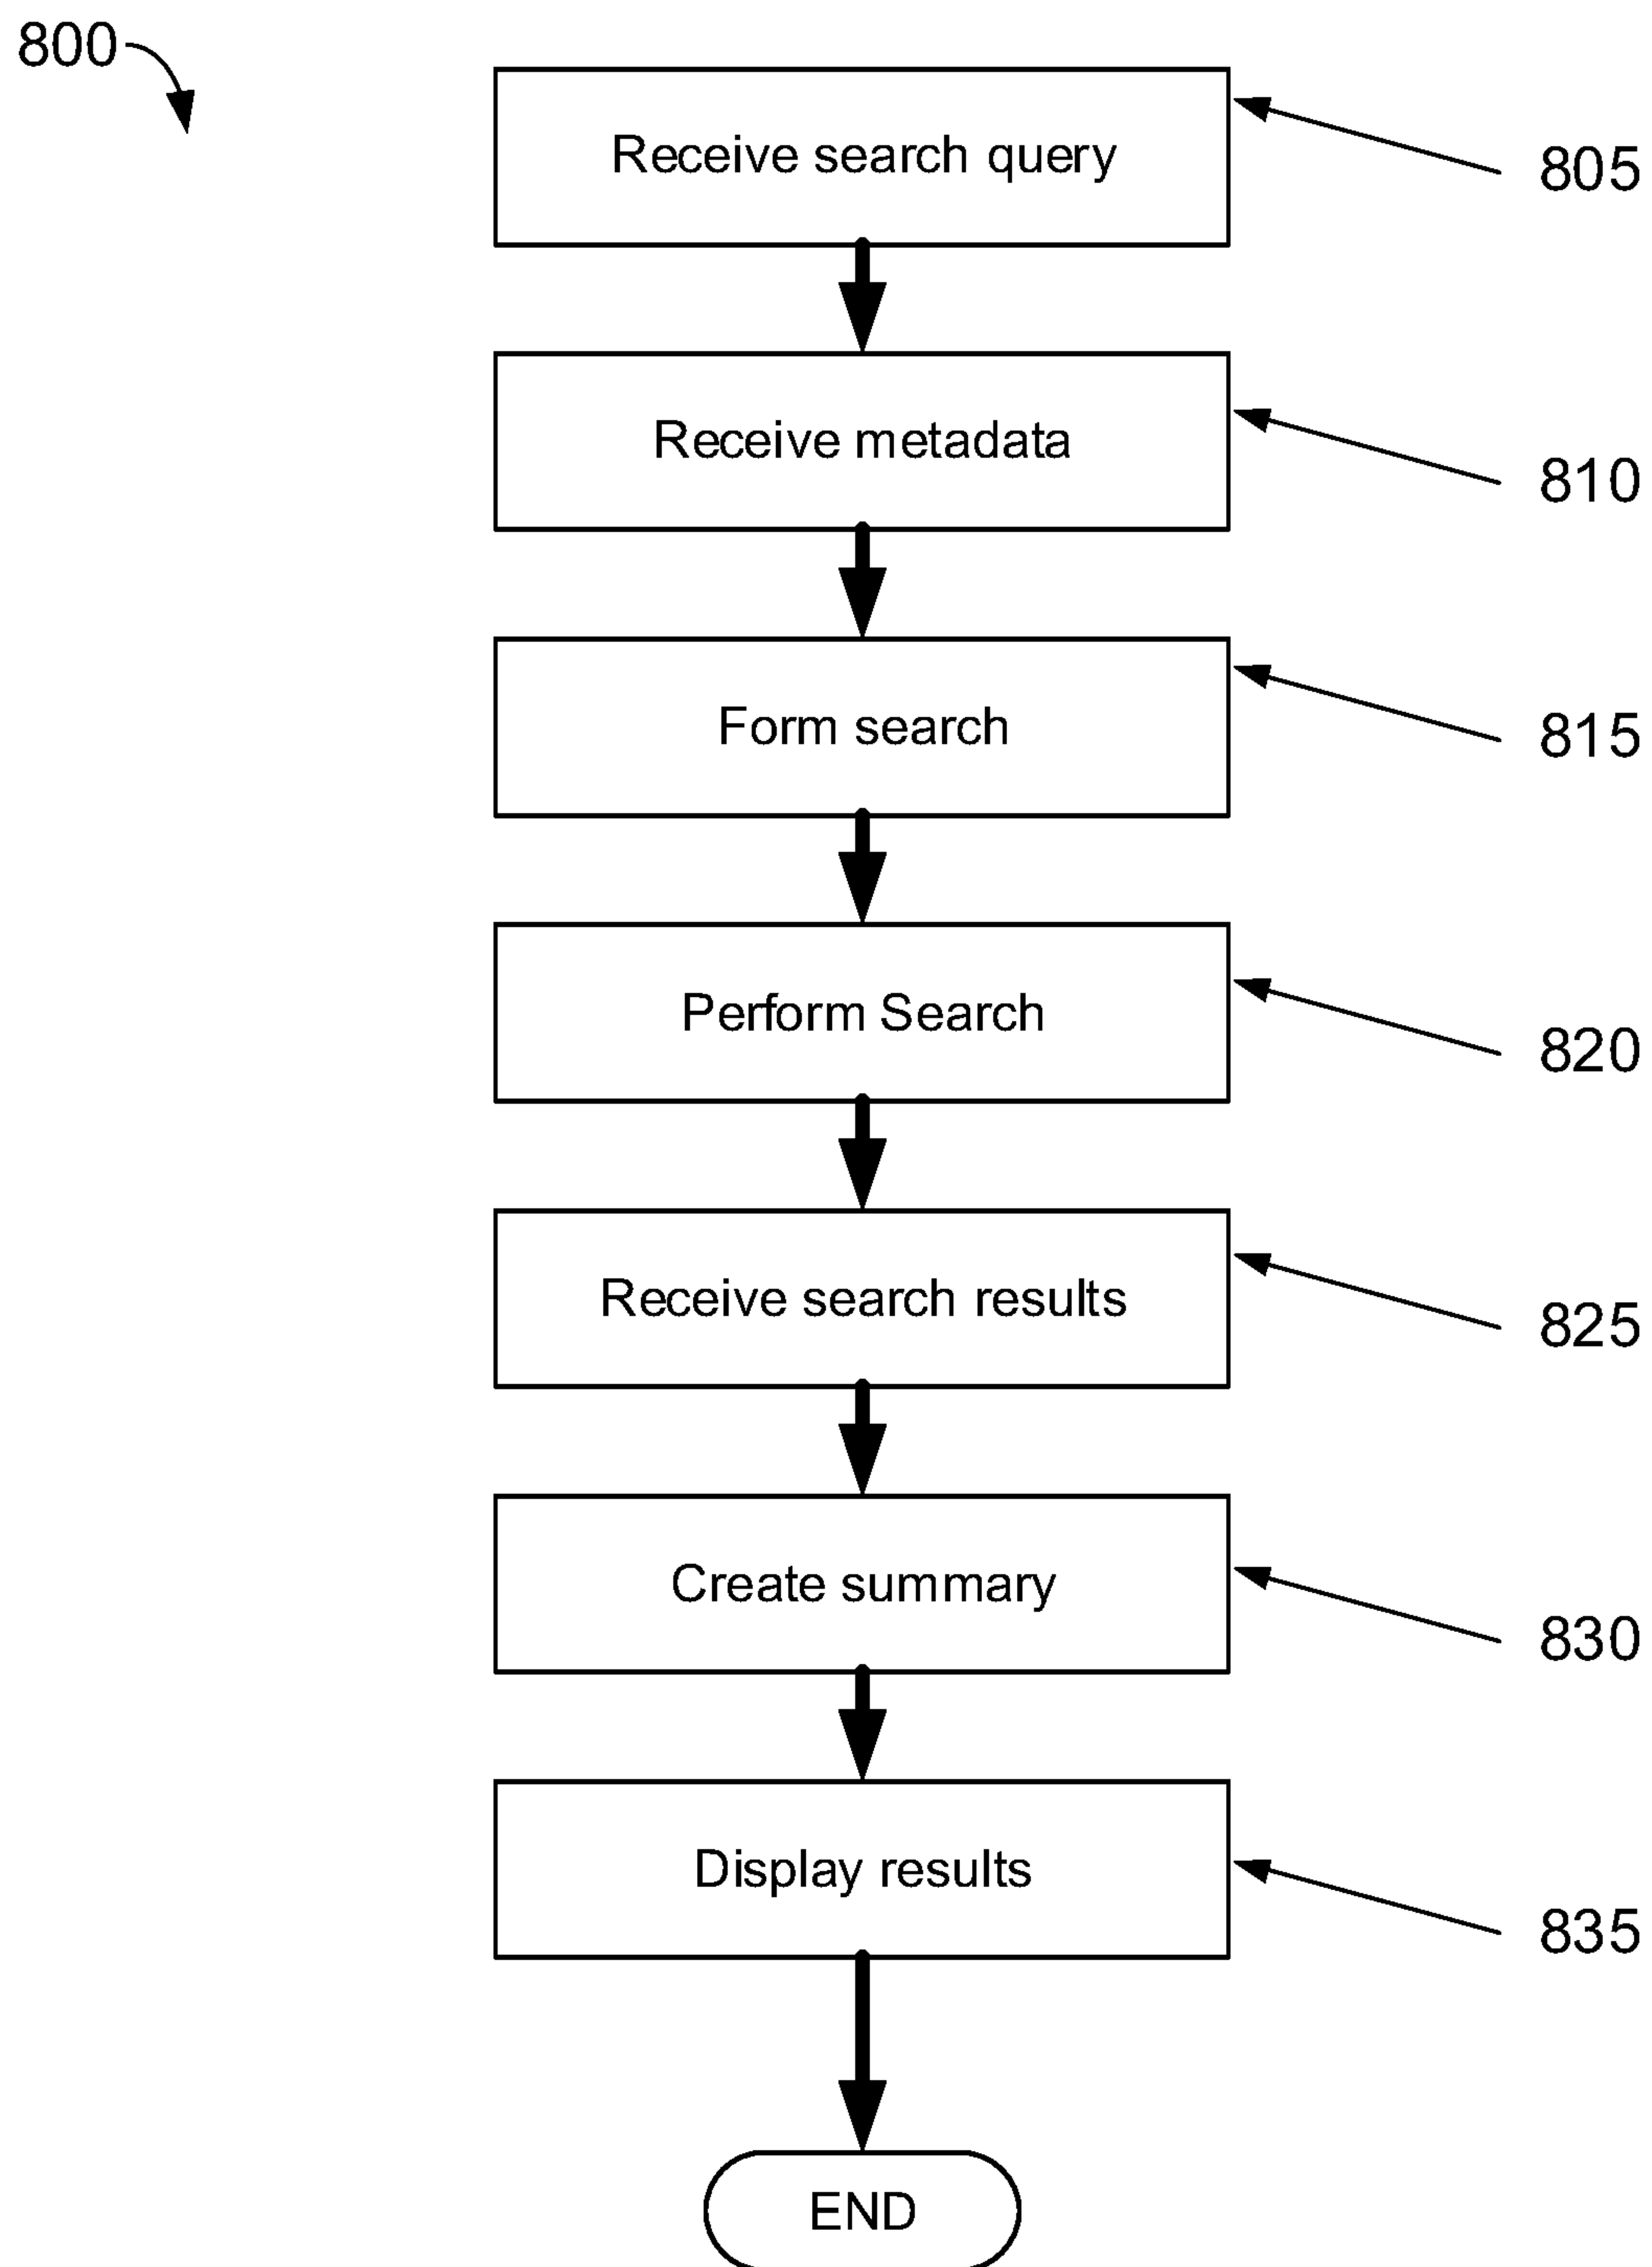 800
Receive search query
805
Receive metadata
810
Form search
815
Perform Search
820
Receive search results
825
Create summary
830
Display results
835
END